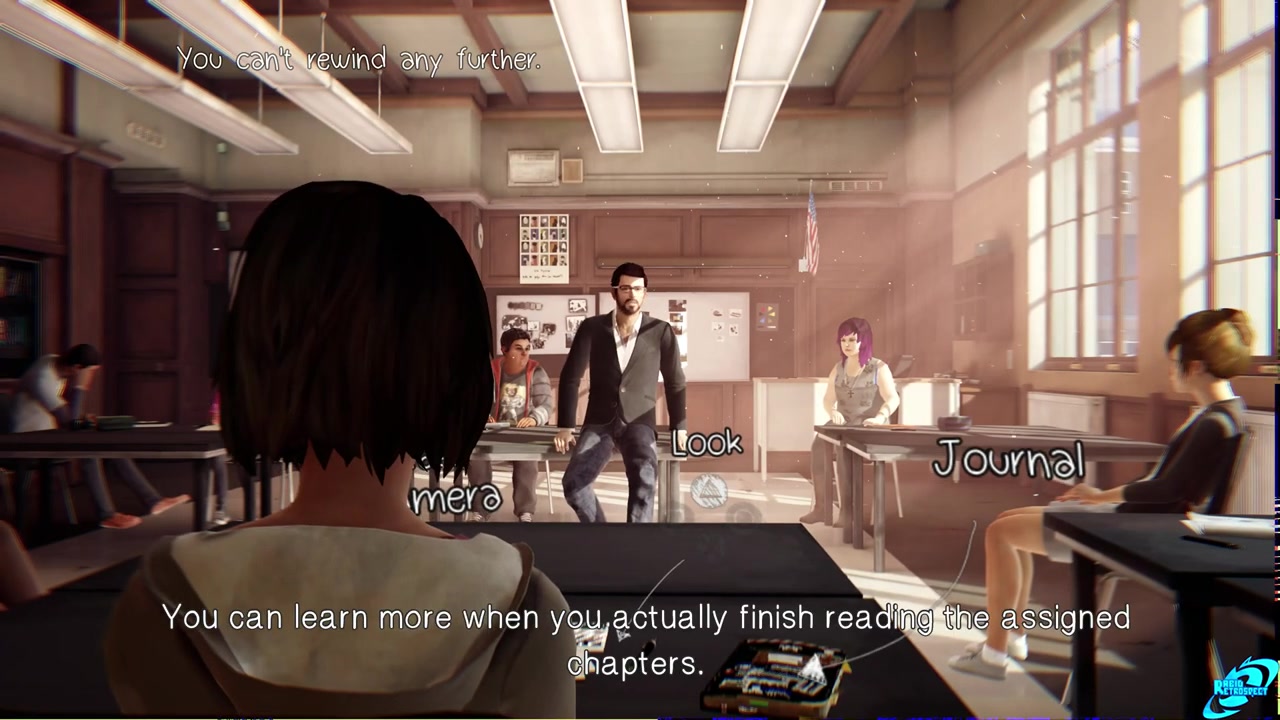 You can't rewind any further.
Look
Journal
mera
You can learn more when you actually finish reading the assigned
chapters.
RETROSPECT